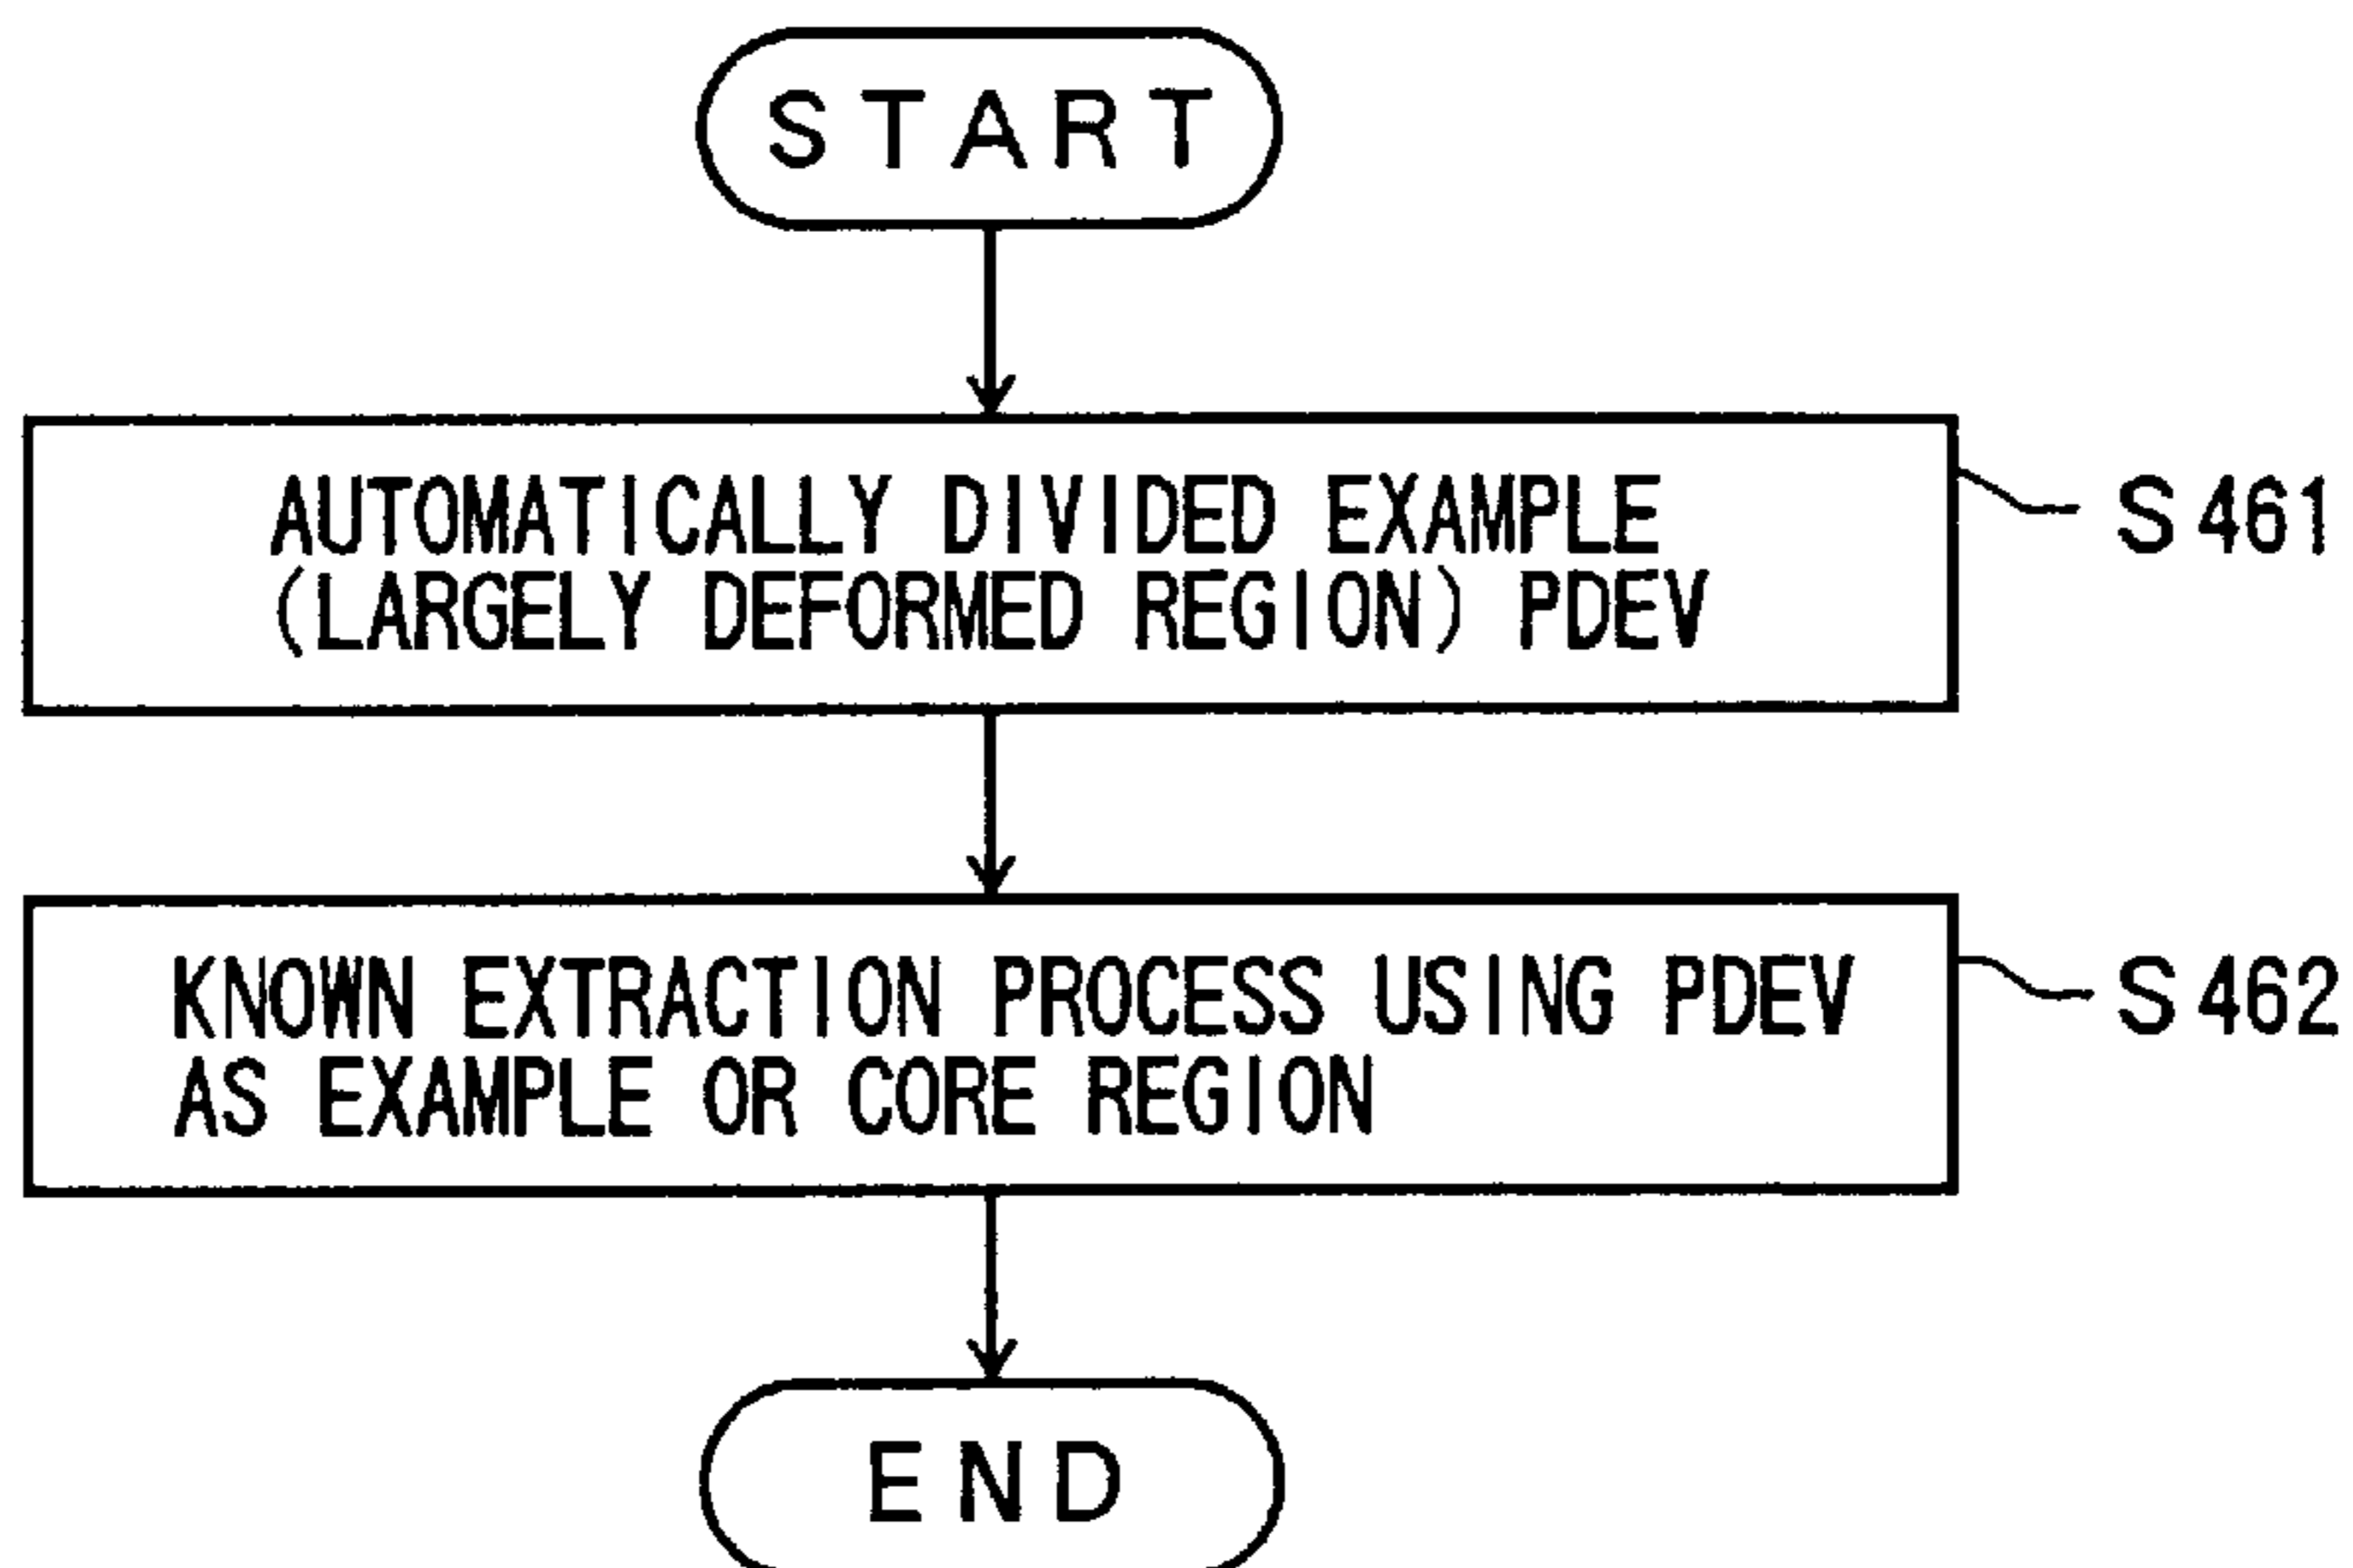 START
AUTOMATICALLY DIVIDED EXAMPLE
(LARGELY DEFORMED REGION) PDEV
S461
KNOWN EXTRACTION PROCESS USING PDEV
AS EXAMPLE OR CORE REGION
S462
END